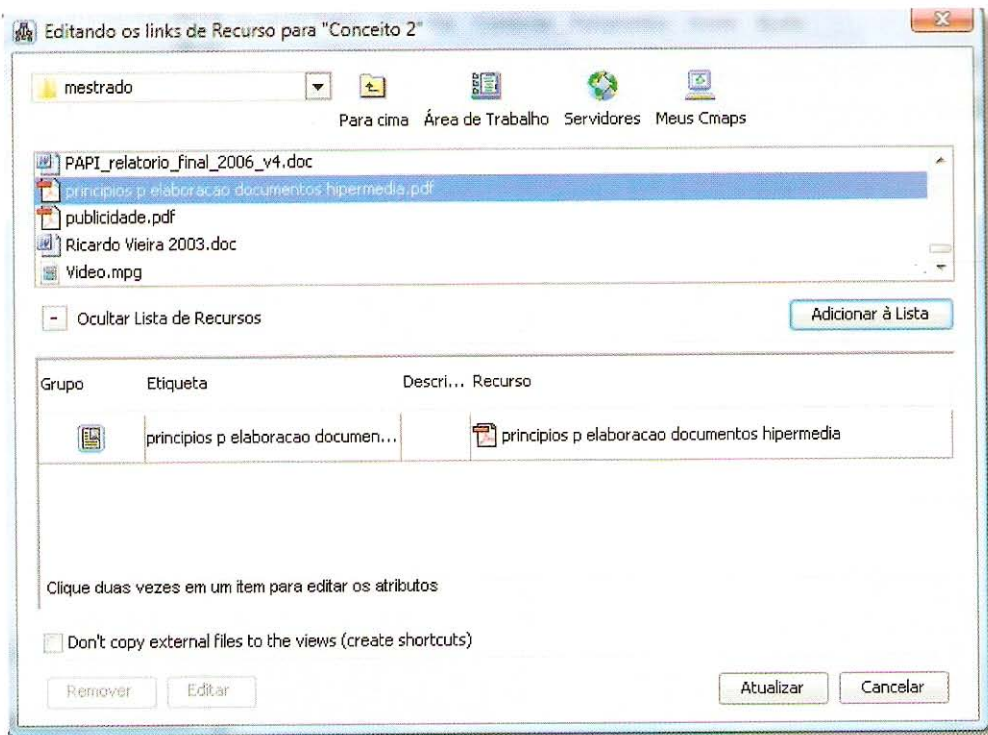 Editando os links de Recurso para "Conceito 2"
mestrado
Para cima Área de Trabalho Servidores Meus Cmaps
PAPI_relatorio_final_2006_v4.doc
principios p elaboracao documentos hipermedia.pdf
publicidade.pdf
Ricardo Vieira 2003.doc
Video.mpg
- Ocultar Lista de Recursos
Adicionar à Lista
Grupo Etiqueta Descri... Recurso
principios p elaboracao documen... principios p elaboracao documentos hipermedia
Clique duas vezes em um item para editar os atributos
Don't copy external files to the views (create shortcuts)
Remover Editar Atualizar Cancelar